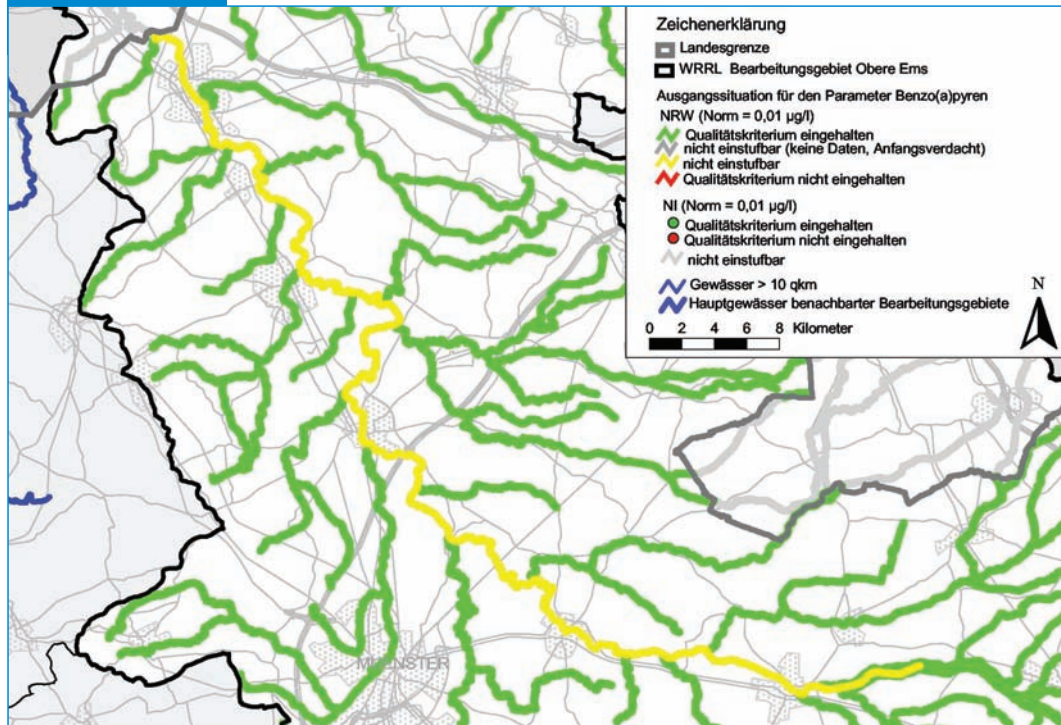 Zeichenerklärung
Landesgrenze
WRRL Bearbeitungsgebiet Obere Ems
Ausgangssituation für den Parameter Benzo(a)pyren
NRW (Norm = 0,01 µg/l)
Qualitätskriterium eingehalten
nicht einstufbar (keine Daten, Anfangsverdacht)
nicht einstufbar
Qualitätskriterium nicht eingehalten
NI (Norm = 0,01 µg/l)
Qualitätskriterium eingehalten
Qualitätskriterium nicht eingehalten
nicht einstufbar
Gewässer > 10 qkm
Hauptgewässer benachbarter Bearbeitungsgebiete
N
0 2 4 6 8 Kilometer
MUENSTER